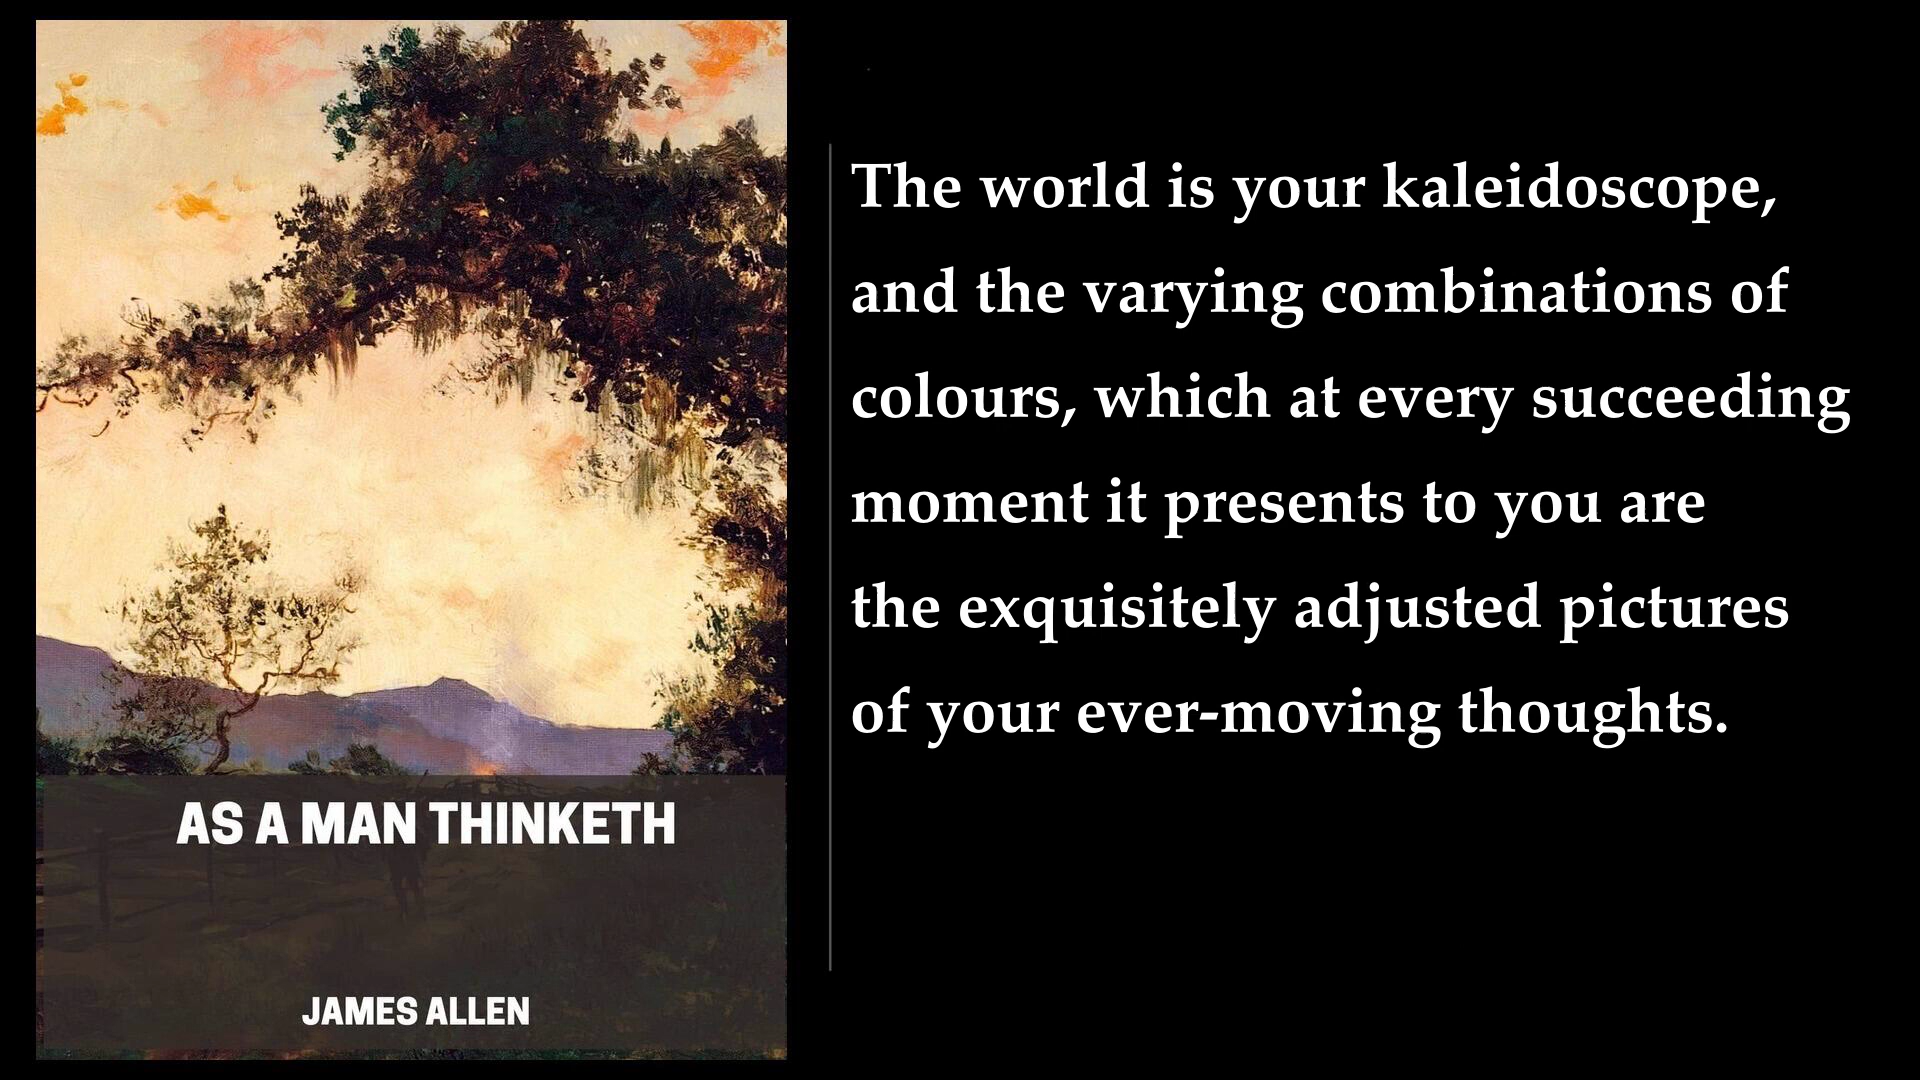 AS A MAN THINKETH
JAMES ALLEN
The world is your kaleidoscope,
and the varying combinations of
colours, which at every succeeding
moment it presents to you are
the exquisitely adjusted pictures
of your ever-moving thoughts.